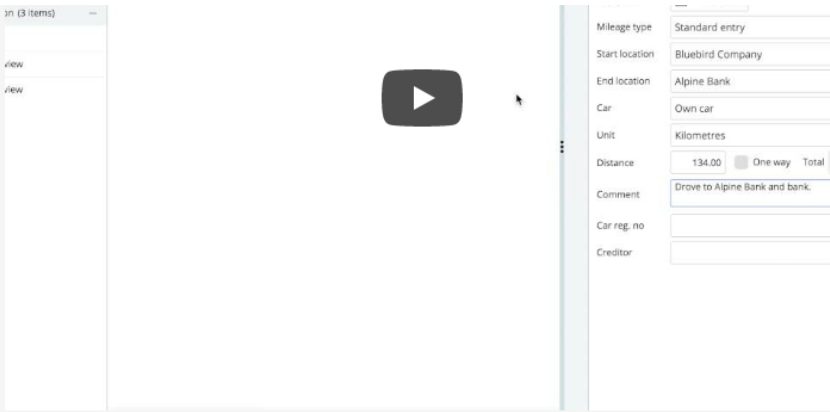 on (3 items)
view
view
Mileage type Standard entry
Start location Bluebird Company
End location Alpine Bank
Car Own car
Unit Kilometres
Distance 134.00 One way Total
Comment Drove to Alpine Bank and bank.
Car reg. no
Creditor